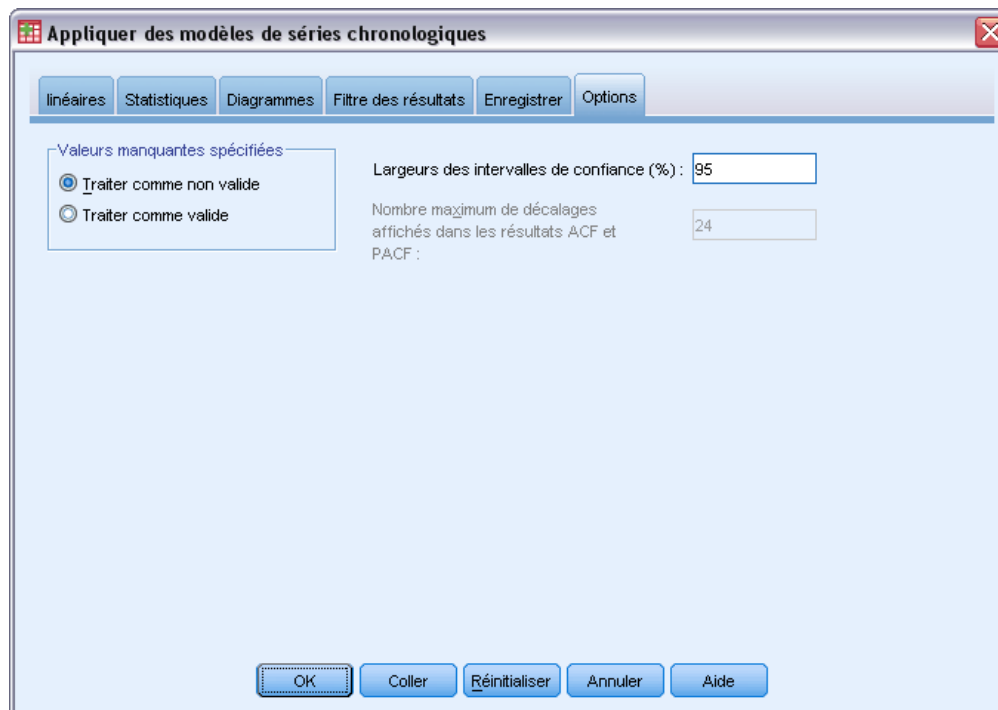 Appliquer des modèles de séries chronologiques
linéaires Statistiques Diagrammes Filtre des résultats Enregistrer Options
Valeurs manquantes spécifiées
Traiter comme non valide
Traiter comme valide
Largeurs des intervalles de confiance (%) : 95
Nombre maximum de décalages
affichés dans les résultats ACF et
PACF :
24
OK Coller Réinitialiser Annuler Aide